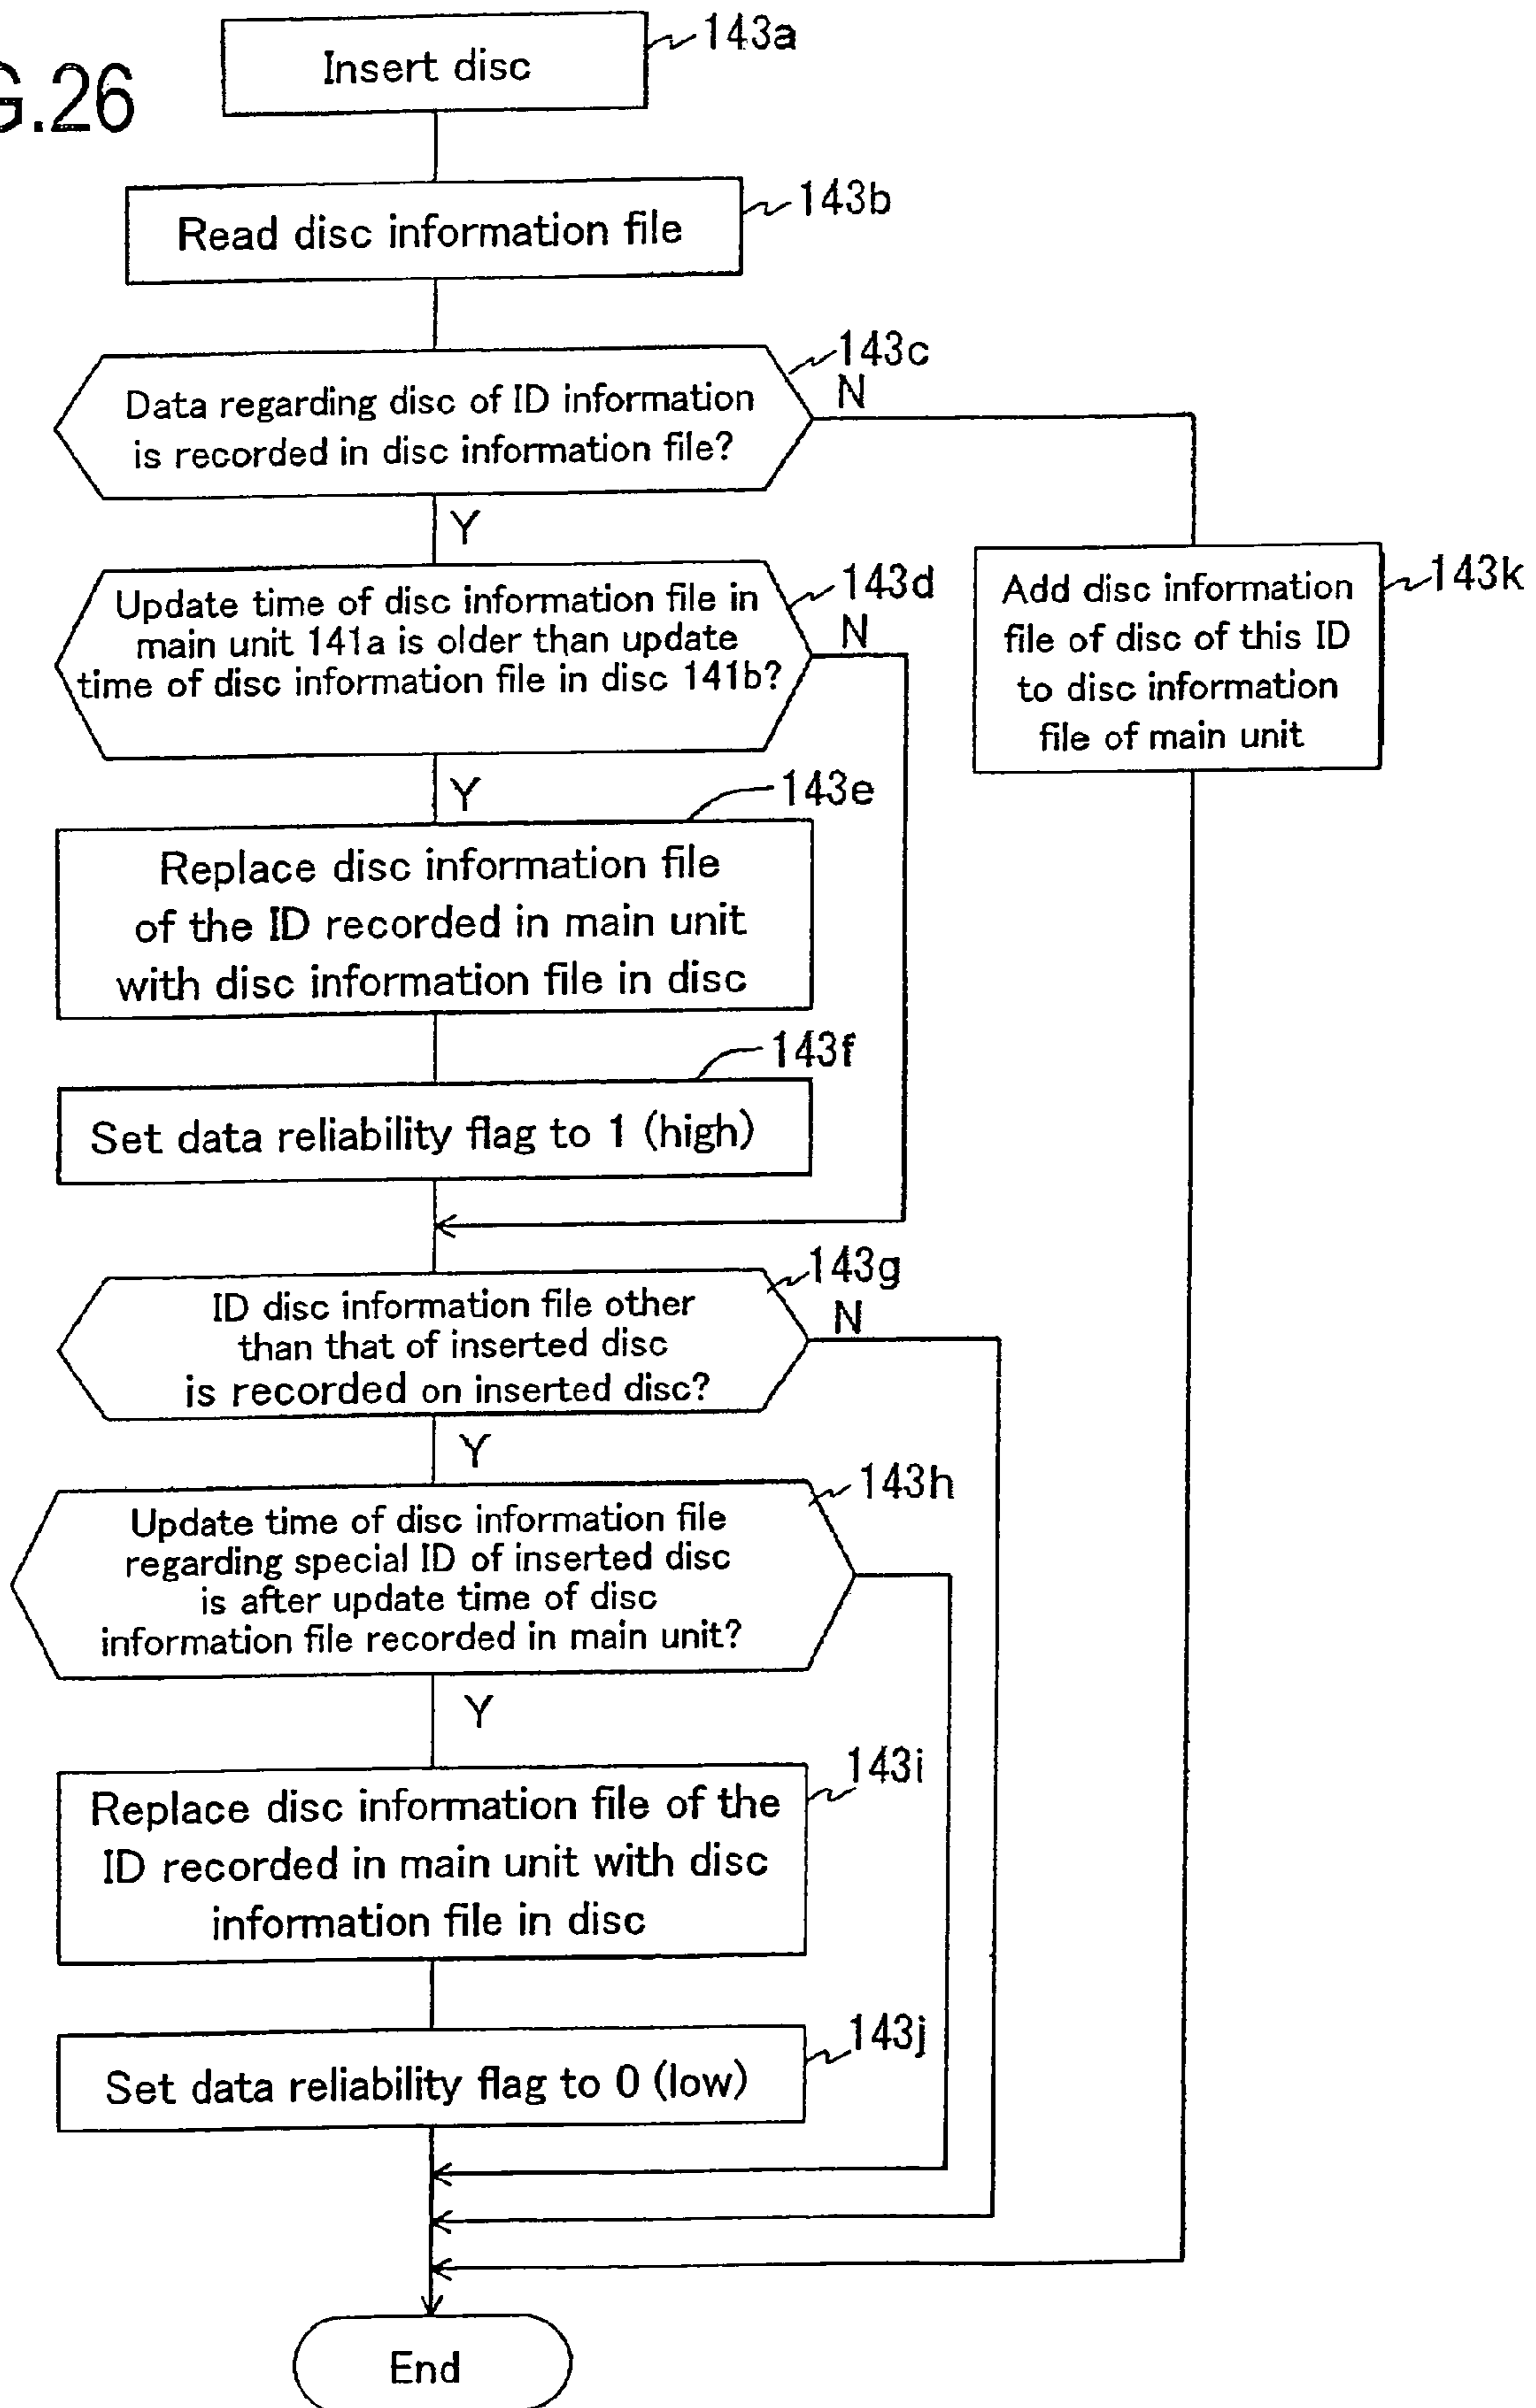 G.26
Insert disc
143a
Read disc information file
143b
143c
Data regarding disc of ID information
is recorded in disc information file?
N
Y
Update time of disc information file in
main unit 141a is older than update
time of disc information file in disc 141b?
143d
N
Add disc information
file of disc of this ID
to disc information
file of main unit
143k
Y
143e
Replace disc information file
of the ID recorded in main unit
with disc information file in disc
143f
Set data reliability flag to 1 (high)
143g
ID disc information file other
than that of inserted disc
is recorded on inserted disc?
N
Y
143h
Update time of disc information file
regarding special ID of inserted disc
is after update time of disc
information file recorded in main unit?
Y
143i
Replace disc information file of the
ID recorded in main unit with disc
information file in disc
143j
Set data reliability flag to 0 (low)
End